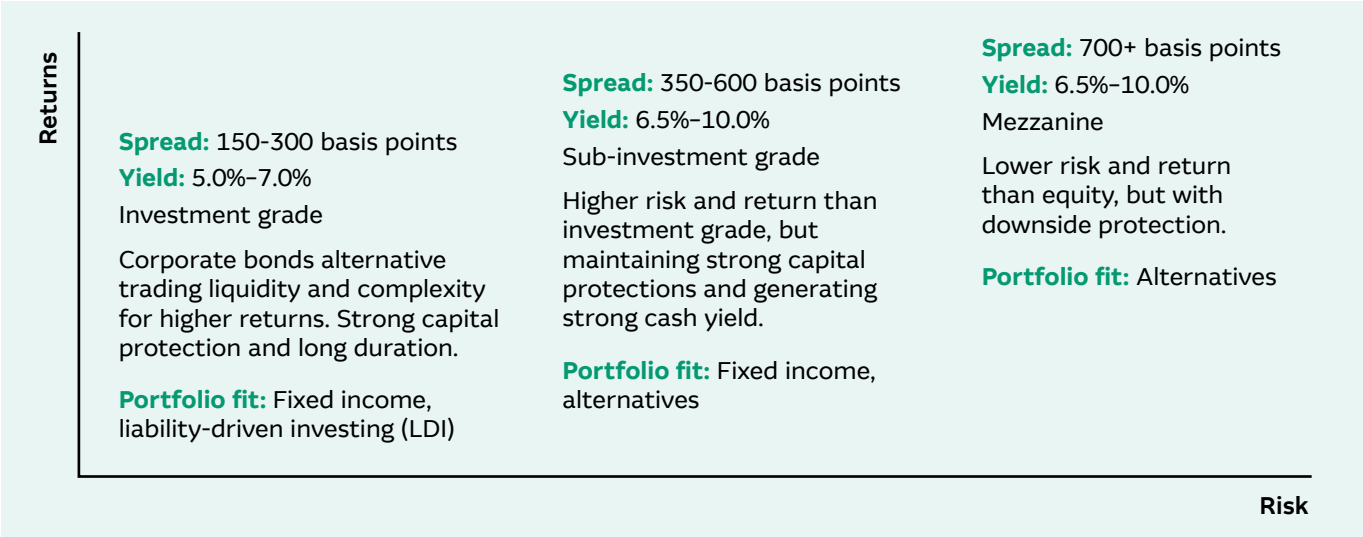 Returns
Spread: 150-300 basis points
Yield: 5.0%–7.0%
Investment grade
Corporate bonds alternative
trading liquidity and complexity
for higher returns. Strong capital
protection and long duration.
Portfolio fit: Fixed income,
liability-driven investing (LDI)
Spread: 350-600 basis points
Yield: 6.5%–10.0%
Sub-investment grade
Higher risk and return than
investment grade, but
maintaining strong capital
protections and generating
strong cash yield.
Portfolio fit: Fixed income,
alternatives
Spread: 700+ basis points
Yield: 6.5%–10.0%
Mezzanine
Lower risk and return
than equity, but with
downside protection.
Portfolio fit: Alternatives
Risk